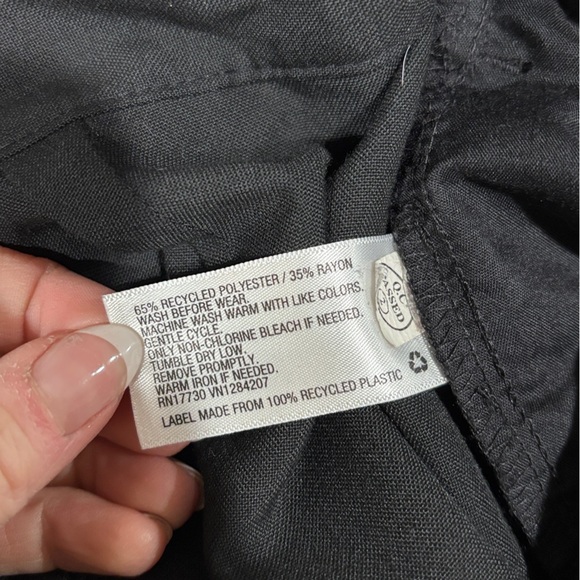 65% RECYCLED POLYESTER / 35% RAYON
WASH BEFORE WEAR.
MACHINE WASH WARM WITH LIKE COLORS.
GENTLE CYCLE.
ONLY NON-CHLORINE BLEACH IF NEEDED.
TUMBLE DRY LOW.
REMOVE PROMPTLY.
WARM IRON IF NEEDED.
RN17730 VN1284207
LABEL MADE FROM 100% RECYCLED PLASTIC
Q.C
PASSED